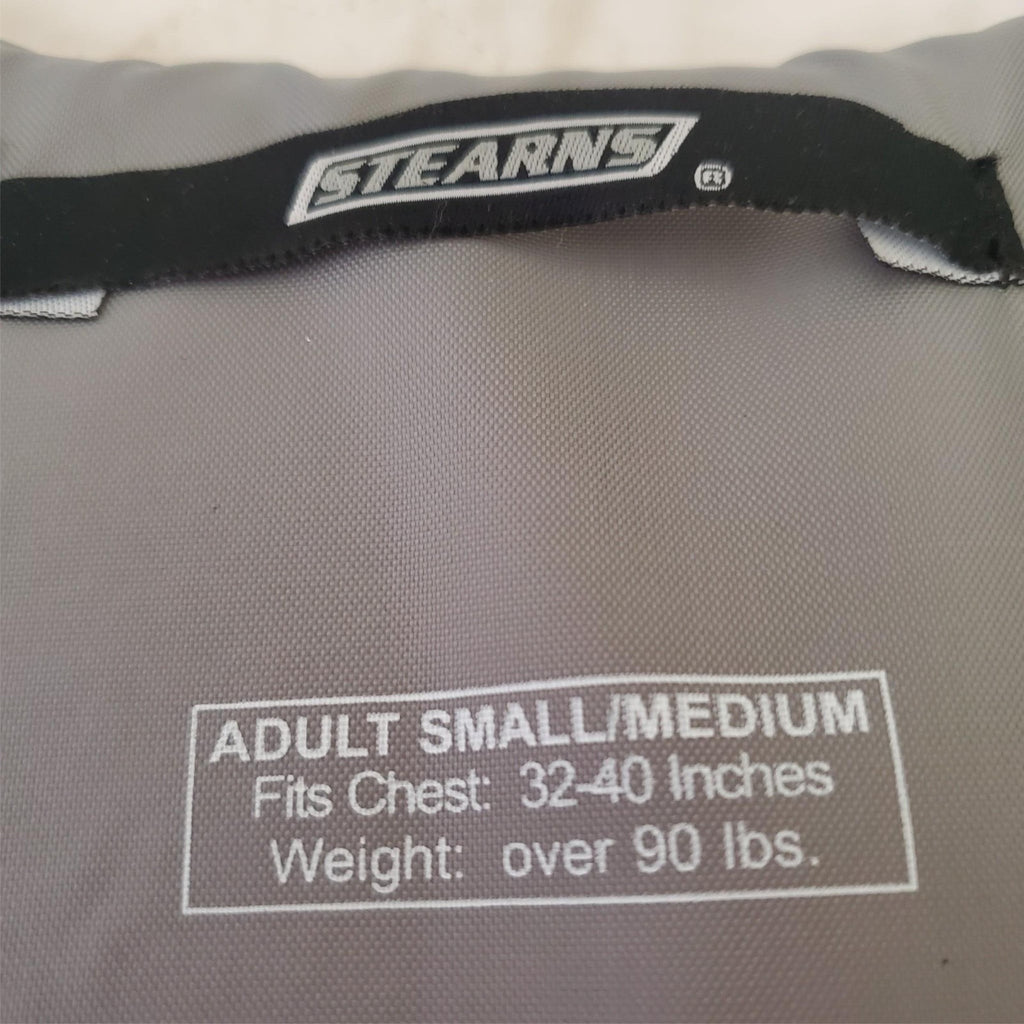 STEARNS ®
ADULT SMALL/MEDIUM
Fits Chest: 32-40 Inches
Weight: over 90 lbs.